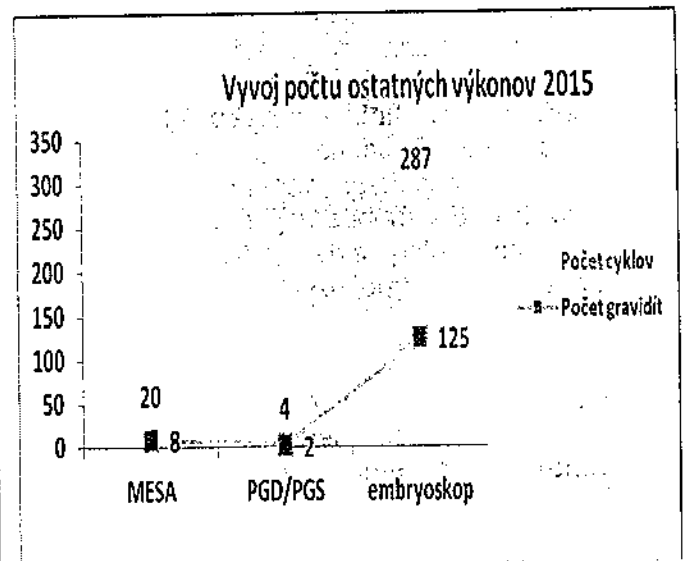 Vyvoj počtu ostatných výkonov 2015
350
300
250
200
150
100
50
0
287
125
20
8
4
2
MESA
PGD/PGS
embryoskop
Počet cyklov
Počet gravidít